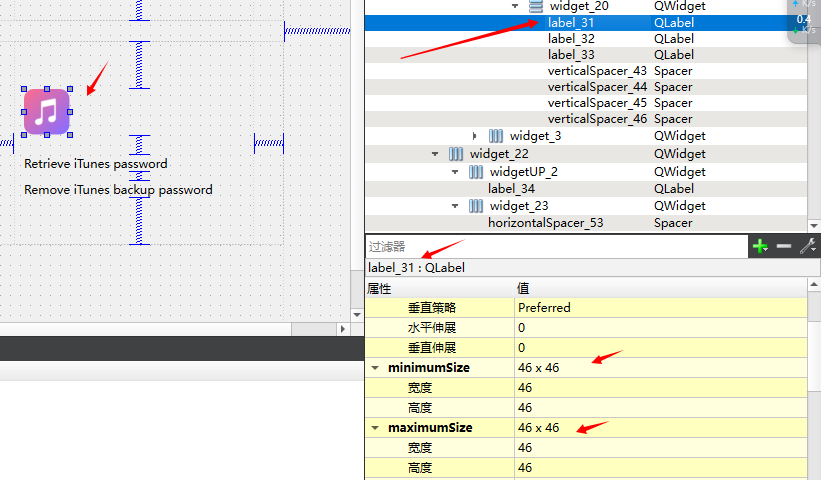 widget_20 QWidget
label_31 QLabel
label_32 QLabel
label_33 QLabel
verticalSpacer_43 Spacer
verticalSpacer_44 Spacer
verticalSpacer_45 Spacer
verticalSpacer_46 Spacer
widget_3 QWidget
widget_22 QWidget
widgetUP_2 QWidget
label_34 QLabel
widget_23 QWidget
horizontalSpacer_53 Spacer
K/s
0.4
K/s
Retrieve iTunes password
Remove iTunes backup password
过滤器
label_31 : QLabel
属性 值
垂直策略 Preferred
水平伸展 0
垂直伸展 0
minimumSize 46 x 46
宽度 46
高度 46
maximumSize 46 x 46
宽度 46
高度 46